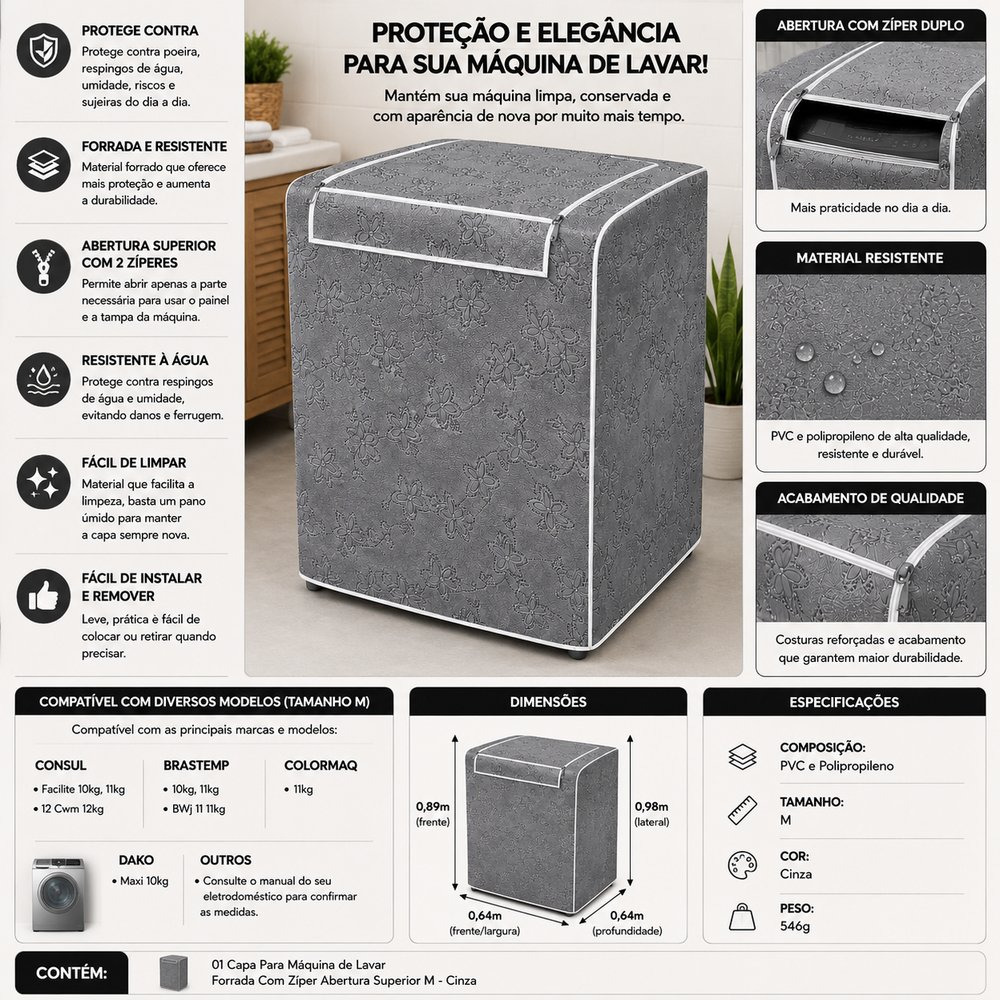 PROTEÇÃO E ELEGÂNCIA
PARA SUA MÁQUINA DE LAVAR!
Mantém sua máquina limpa, conservada e
com aparência de nova por muito mais tempo.
PROTEGE CONTRA
Protege contra poeira,
respingos de água,
umidade, riscos e
sujeiras do dia a dia.
FORRADA E RESISTENTE
Material forrado que oferece
mais proteção e aumenta
a durabilidade.
ABERTURA SUPERIOR
COM 2 ZÍPERES
Permite abrir apenas a parte
necessária para usar o painel
e a tampa da máquina.
RESISTENTE À ÁGUA
Protege contra respingos
de água e umidade,
evitando danos e ferrugem.
FÁCIL DE LIMPAR
Material que facilita a
limpeza, basta um pano
úmido para manter
a capa sempre nova.
FÁCIL DE INSTALAR
E REMOVER
Leve, prática è fácil de
colocar ou retirar quando
precisar.
ABERTURA COM ZÍPER DUPLO
Mais praticidade no dia a dia.
MATERIAL RESISTENTE
PVC e polipropileno de alta qualidade,
resistente e durável.
ACABAMENTO DE QUALIDADE
Costuras reforçadas e acabamento
que garantem maior durabilidade.
COMPATÍVEL COM DIVERSOS MODELOS (TAMANHO M)
Compatível com as principais marcas e modelos:
CONSUL
• Facilite 10kg, 11kg
• 12 Cwm 12kg
BRASTEMP
• 10kg, 11kg
• BWj 11 11kg
COLORMAQ
• 11kg
DAKO
• Maxi 10kg
OUTROS
• Consulte o manual do seu
eletrodoméstico para confirmar
as medidas.
DIMENSÕES
0,89m
(frente)
0,98m
(lateral)
0,64m
(frente/largura)
0,64m
(profundidade)
ESPECIFICAÇÕES
COMPOSIÇÃO:
PVC e Polipropileno
TAMANHO:
M
COR:
Cinza
PESO:
546g
CONTÉM:
01 Capa Para Máquina de Lavar
Forrada Com Zíper Abertura Superior M - Cinza